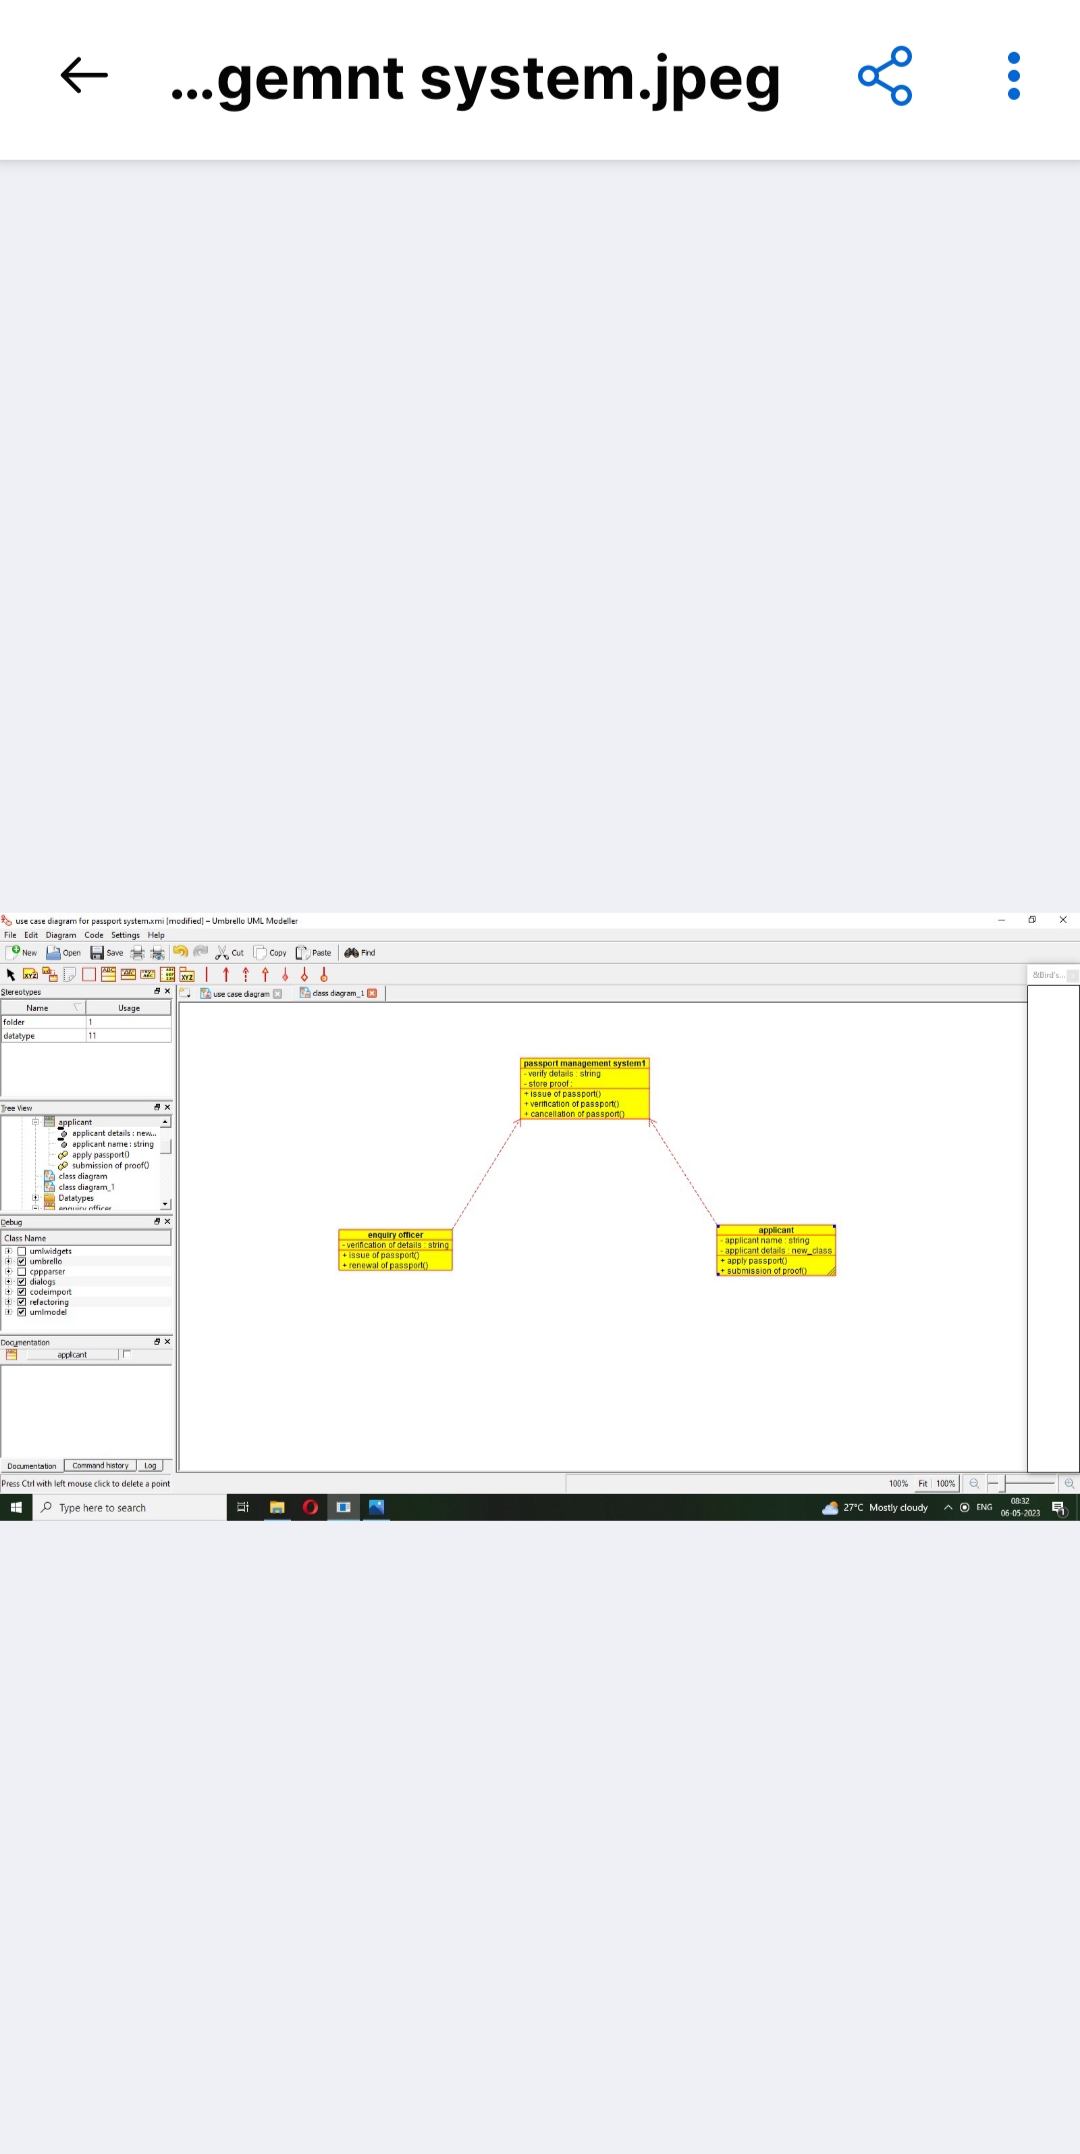 ...gemnt system.jpeg
use case diagram for passport system.xmi [modified] – Umbrello UML Modeller
File Edit Diagram Code Settings Help
New Open Save Cut Copy Paste Find
&Bird's...
Stereotypes
Name Usage
folder 1
datatype 11
use case diagram class diagram_1
Tree View
applicant
applicant details : new...
applicant name : string
apply passport()
submission of proof()
class diagram
class diagram_1
Datatypes
enquiry officer
Debug
Class Name
umlwidgets
umbrello
cppparser
dialogs
codeimport
refactoring
umlmodel
Documentation
applicant
Documentation Command history Log
passport management system1
- verify details : string
- store proof :
+ issue of passport()
+ verification of passport()
+ cancellation of passport()
enquiry officer
- verification of details : string
+ issue of passport()
+ renewal of passport()
applicant
- applicant name : string
- applicant details : new_class
+ apply passport()
+ submission of proof()
Press Ctrl with left mouse click to delete a point
100% Fit 100%
Type here to search
27°C Mostly cloudy
ENG
08:32
06-05-2023